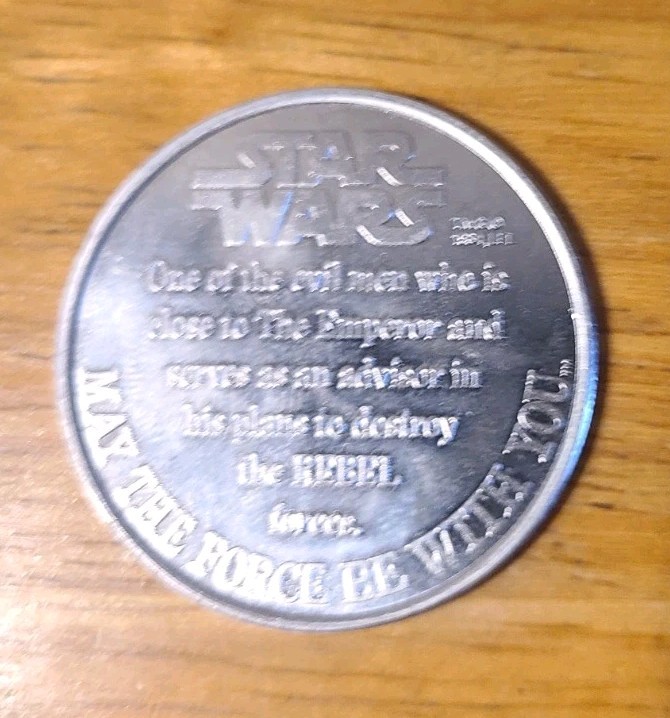 STAR
WARS
One of the evil men who is
close to The Emperor and
serves as an advisor in
his plans to destroy
the REBEL
forces.
MAY THE FORCE BE WITH YOU